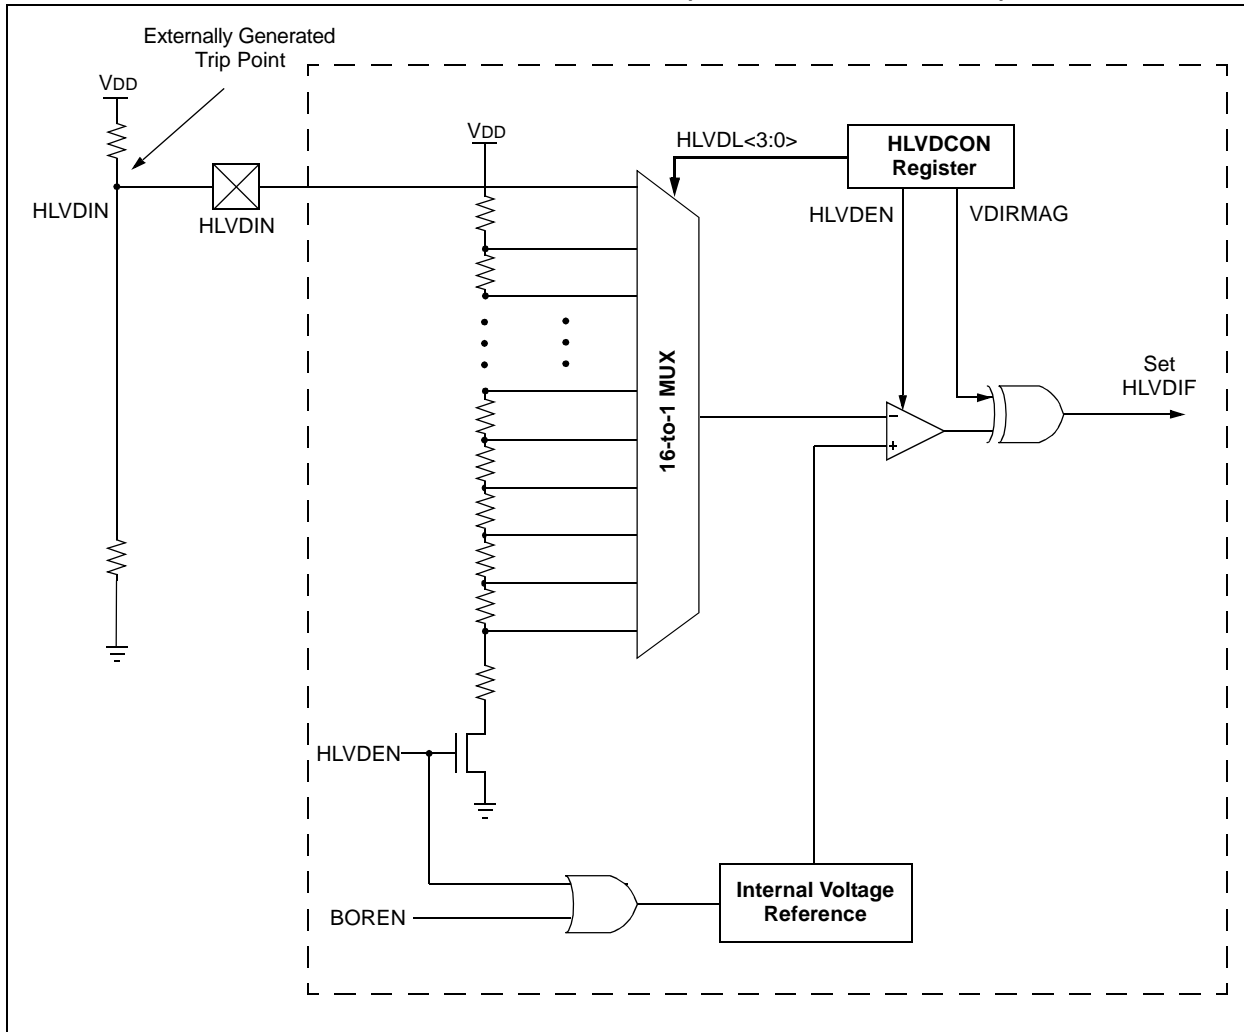 Externally Generated
Trip Point
VDD
VDD
HLVDL<3:0>
HLVDCON
Register
HLVDIN
HLVDIN
HLVDEN
VDIRMAG
16-to-1 MUX
Set
HLVDIF
−
+
HLVDEN
BOREN
Internal Voltage
Reference